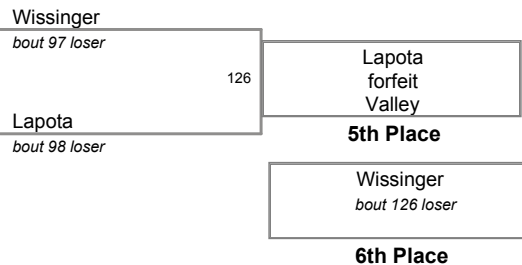 Wissinger
bout 97 loser
126
Lapota
forfeit
Valley
Lapota
bout 98 loser
5th Place
Wissinger
bout 126 loser
6th Place